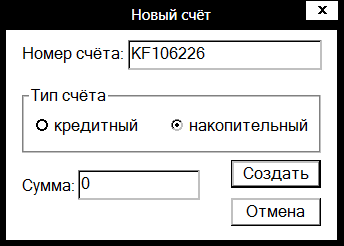 Новый счёт x
Номер счёта: KF106226
Тип счёта
кредитный накопительный
Сумма: 0
Создать
Отмена